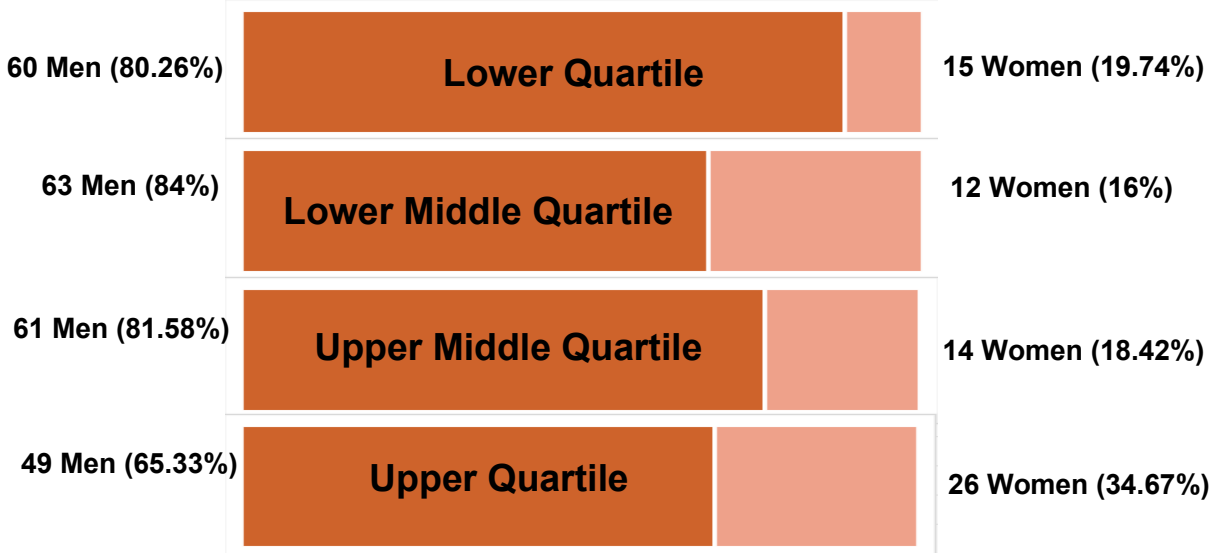 60 Men (80.26%) Lower Quartile 15 Women (19.74%)
63 Men (84%) Lower Middle Quartile 12 Women (16%)
61 Men (81.58%) Upper Middle Quartile 14 Women (18.42%)
49 Men (65.33%) Upper Quartile 26 Women (34.67%)